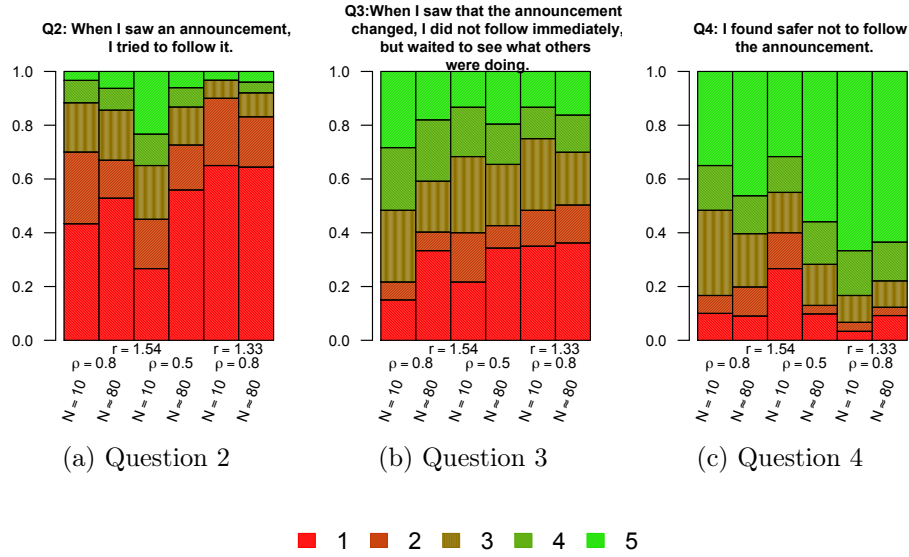 Q2: When I saw an announcement,
I tried to follow it.
1.0
0.8
0.6
0.4
0.2
0.0
r = 1.54 r = 1.33
ρ = 0.8 ρ = 0.5 ρ = 0.8
N = 10 N ≈ 80 N = 10 N ≈ 80 N = 10 N ≈ 80
(a) Question 2
Q3:When I saw that the announcement
changed, I did not follow immediately,
but waited to see what others
were doing.
1.0
0.8
0.6
0.4
0.2
0.0
r = 1.54 r = 1.33
ρ = 0.8 ρ = 0.5 ρ = 0.8
N = 10 N ≈ 80 N = 10 N ≈ 80 N = 10 N ≈ 80
(b) Question 3
Q4: I found safer not to follow
the announcement.
1.0
0.8
0.6
0.4
0.2
0.0
r = 1.54 r = 1.33
ρ = 0.8 ρ = 0.5 ρ = 0.8
N = 10 N ≈ 80 N = 10 N ≈ 80 N = 10 N ≈ 80
(c) Question 4
1 2 3 4 5